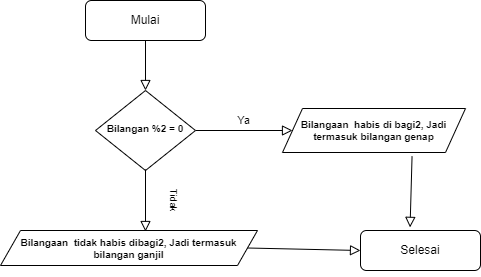 Mulai
Bilangan %2 = 0
Ya
Bilangan habis di bagi2, Jadi
termasuk bilangan genap
Tidak
Bilangaan tidak habis dibagi2, Jadi termasuk
bilangan ganjil
Selesai